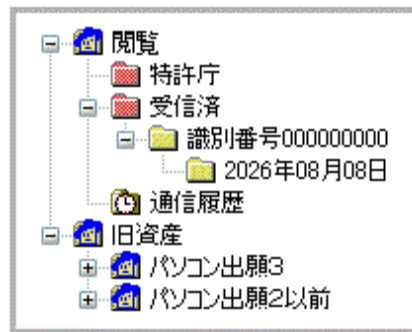 閲覧
特許庁
受信済
識別番号000000000
2026年08月08日
通信履歴
旧資産
パソコン出願3
パソコン出願2以前